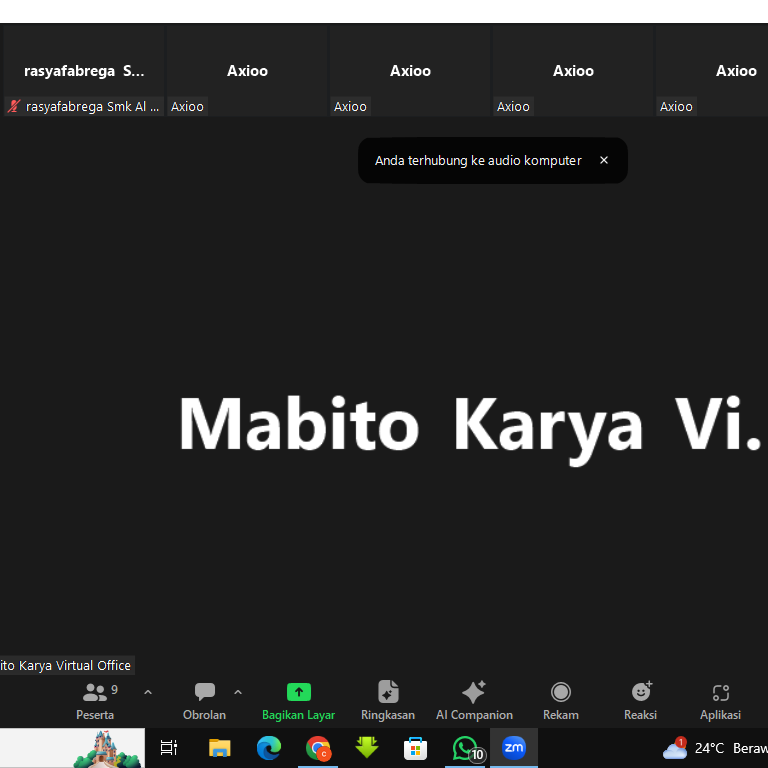 rasyafabrega S...
Axioo
Axioo
Axioo
Axioo
rasyafabrega Smk Al ...
Axioo
Axioo
Axioo
Axioo
Anda terhubung ke audio komputer
Mabito Karya Vi.
ito Karya Virtual Office
9
Peserta
Obrolan
Bagikan Layar
Ringkasan
AI Companion
Rekam
Reaksi
Aplikasi
C
10
zm
1
24°C Beraw